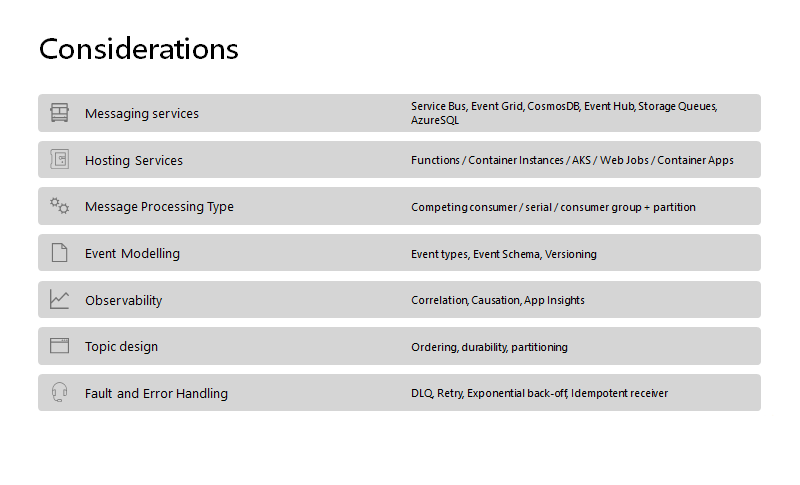 Considerations
Messaging services
Service Bus, Event Grid, CosmosDB, Event Hub, Storage Queues,
AzureSQL
Hosting Services
Functions / Container Instances / AKS / Web Jobs / Container Apps
Message Processing Type
Competing consumer / serial / consumer group + partition
Event Modelling
Event types, Event Schema, Versioning
Observability
Correlation, Causation, App Insights
Topic design
Ordering, durability, partitioning
Fault and Error Handling
DLQ, Retry, Exponential back-off, Idempotent receiver